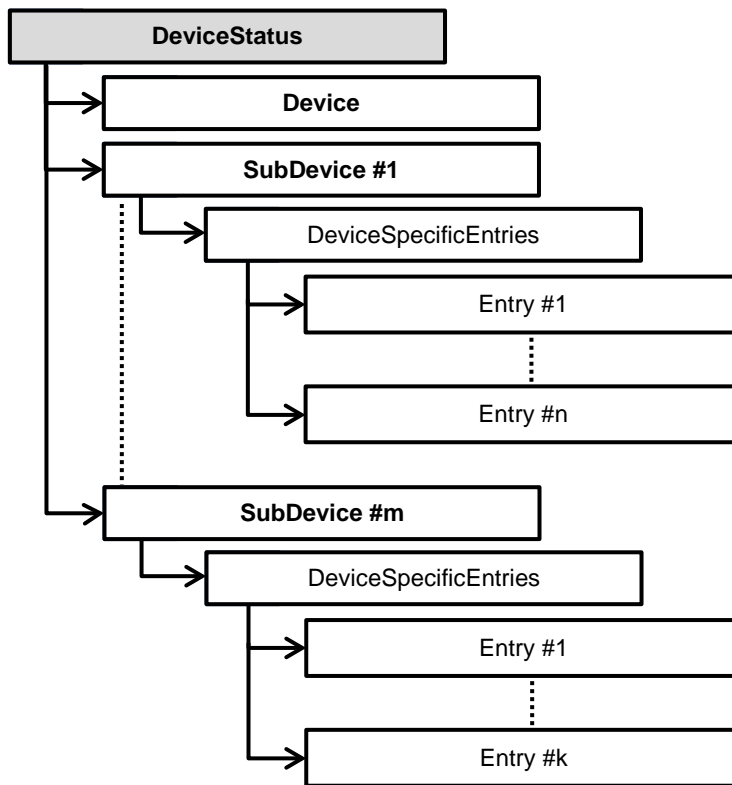 DeviceStatus
Device
SubDevice #1
DeviceSpecificEntries
Entry #1
Entry #n
SubDevice #m
DeviceSpecificEntries
Entry #1
Entry #k